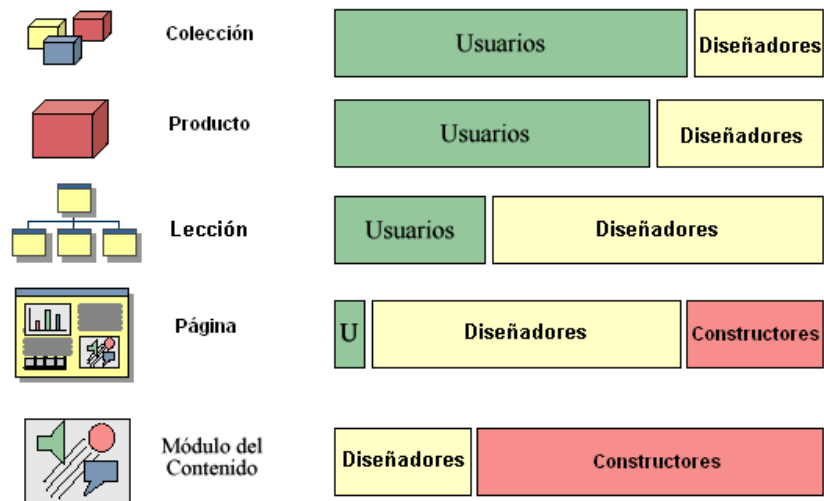 Colección
Usuarios
Diseñadores
Producto
Usuarios
Diseñadores
Lección
Usuarios
Diseñadores
Página
U
Diseñadores
Constructores
Módulo del
Contenido
Diseñadores
Constructores